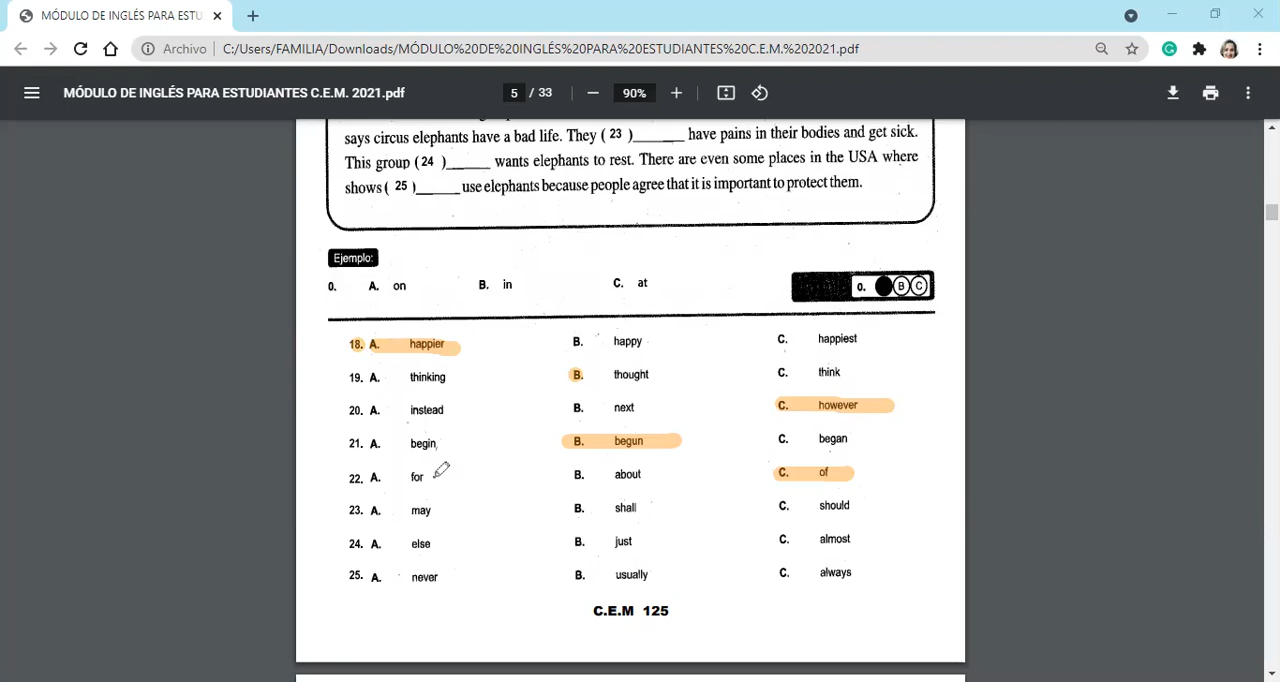 MÓDULO DE INGLÉS PARA ESTU
Archivo C:/Users/FAMILIA/Downloads/MÓDULO%20DE%20INGLÉS%20PARA%20ESTUDIANTES%20C.E.M.%202021.pdf
MÓDULO DE INGLÉS PARA ESTUDIANTES C.E.M. 2021.pdf 5 / 33 90%
says circus elephants have a bad life. They ( 23 )______ have pains in their bodies and get sick.
This group ( 24 )_____ wants elephants to rest. There are even some places in the USA where
shows ( 25 )_____ use elephants because people agree that it is important to protect them.
Ejemplo:
0. A. on B. in C. at 0. B C
18. A. happier B. happy C. happiest
19. A. thinking B. thought C. think
20. A. instead B. next C. however
21. A. begin B. begun C. began
22. A. for B. about C. of
23. A. may B. shall C. should
24. A. else B. just C. almost
25. A. never B. usually C. always
C.E.M 125